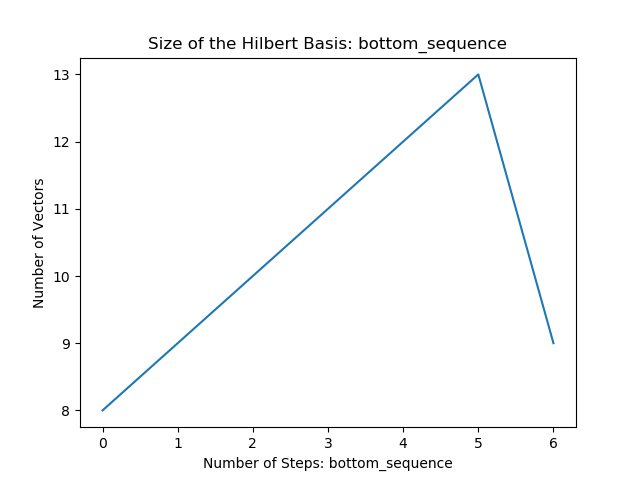 Size of the Hilbert Basis: bottom_sequence
13
12
11
10
9
8
Number of Vectors
0 1 2 3 4 5 6
Number of Steps: bottom_sequence